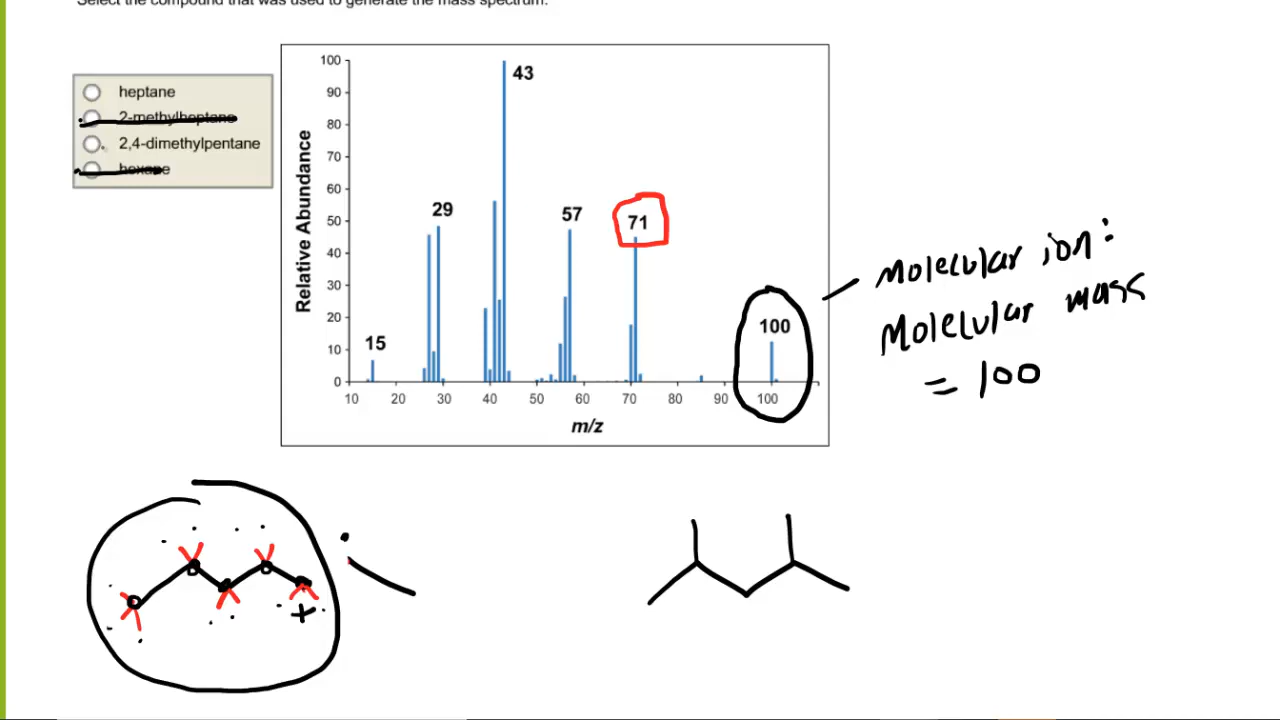 Select the compound that was used to generate the mass spectrum.
heptane
2-methylheptane
2,4-dimethylpentane
hexane
Relative Abundance
100
90
80
70
60
50
40
30
20
10
0
15
29
43
57
71
100
10 20 30 40 50 60 70 80 90 100
m/z
Molecular ion:
Molecular mass
= 100
+